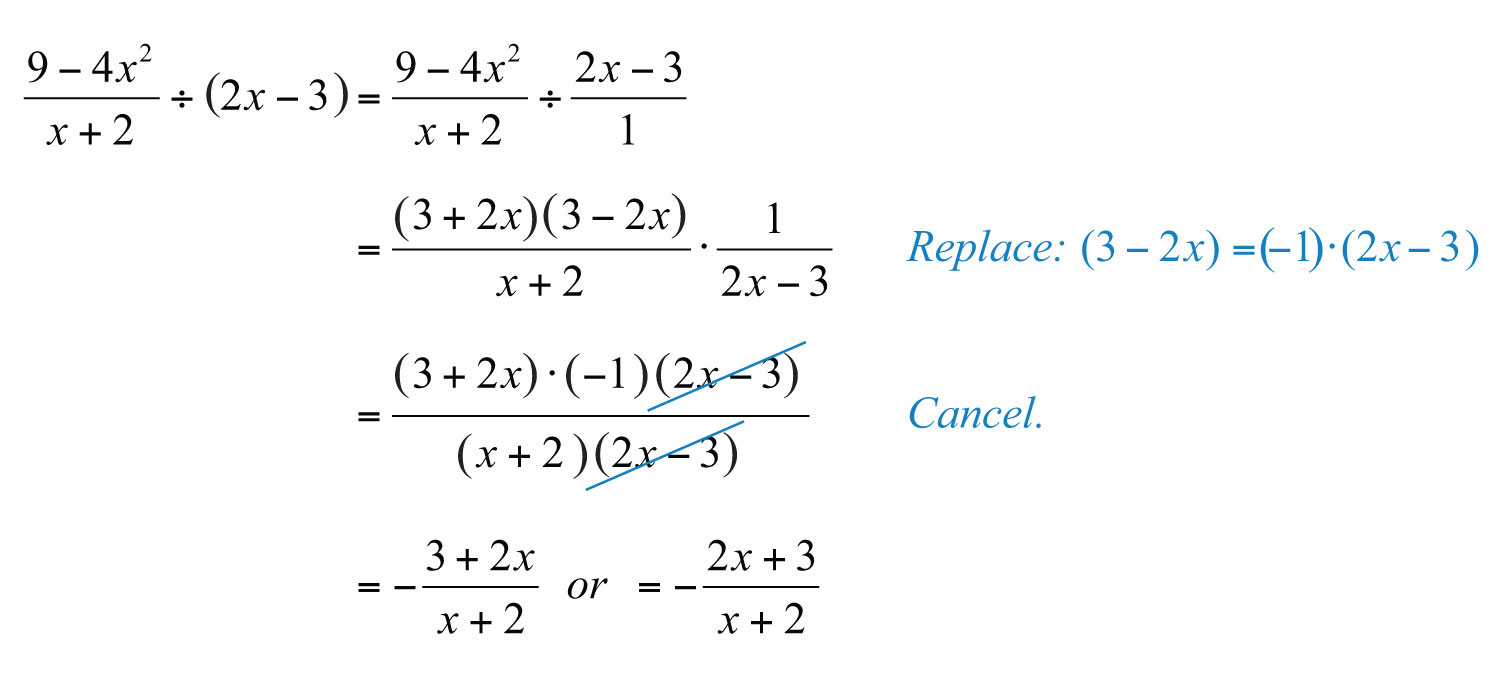 (9 − 4x²)/(x + 2) ÷ (2x − 3) = (9 − 4x²)/(x + 2) ÷ (2x − 3)/1
= ((3 + 2x)(3 − 2x))/(x + 2) · 1/(2x − 3) Replace: (3 − 2x) = (−1)·(2x − 3)
= ((3 + 2x)·(−1)(2x − 3))/((x + 2)(2x − 3)) Cancel.
= −(3 + 2x)/(x + 2) or = −(2x + 3)/(x + 2)